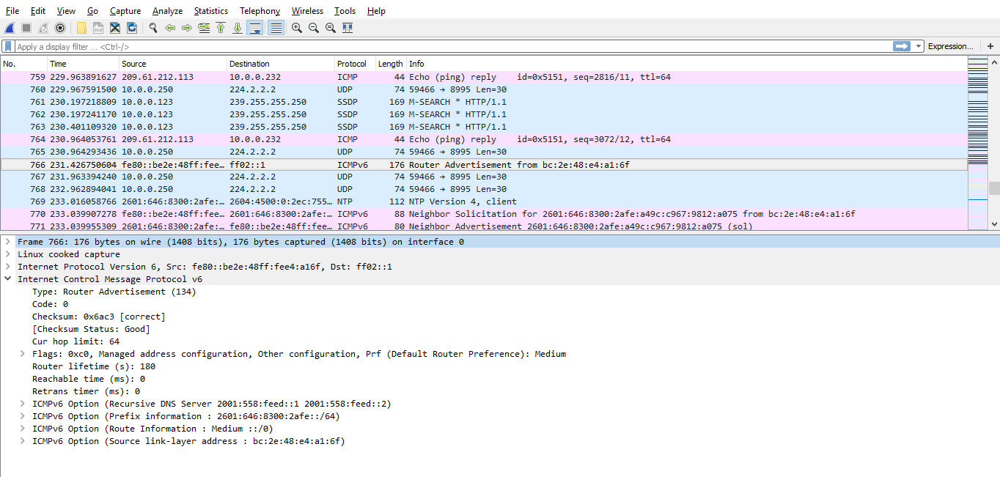 File Edit View Go Capture Analyze Statistics Telephony Wireless Tools Help
Apply a display filter ... <Ctrl-/> Expression... +
No. Time Source Destination Protocol Length Info
759 229.963891627 209.61.212.113 10.0.0.232 ICMP 44 Echo (ping) reply id=0x5151, seq=2816/11, ttl=64
760 229.967591500 10.0.0.250 224.2.2.2 UDP 74 59466 → 8995 Len=30
761 230.197218809 10.0.0.123 239.255.255.250 SSDP 169 M-SEARCH * HTTP/1.1
762 230.197241170 10.0.0.123 239.255.255.250 SSDP 169 M-SEARCH * HTTP/1.1
763 230.401109320 10.0.0.123 239.255.255.250 SSDP 169 M-SEARCH * HTTP/1.1
764 230.964053761 209.61.212.113 10.0.0.232 ICMP 44 Echo (ping) reply id=0x5151, seq=3072/12, ttl=64
765 230.964293436 10.0.0.250 224.2.2.2 UDP 74 59466 → 8995 Len=30
766 231.426750604 fe80::be2e:48ff:fee… ff02::1 ICMPv6 176 Router Advertisement from bc:2e:48:e4:a1:6f
767 231.963394240 10.0.0.250 224.2.2.2 UDP 74 59466 → 8995 Len=30
768 232.962894041 10.0.0.250 224.2.2.2 UDP 74 59466 → 8995 Len=30
769 233.016058766 2601:646:8300:2afe:… 2604:4500:0:2ec:755… NTP 112 NTP Version 4, client
770 233.039907278 fe80::be2e:48ff:fee… 2601:646:8300:2afe:… ICMPv6 88 Neighbor Solicitation for 2601:646:8300:2afe:a49c:c967:9812:a075 from bc:2e:48:e4:a1:6f
771 233.039955309 2601:646:8300:2afe:… fe80::be2e:48ff:fee… ICMPv6 80 Neighbor Advertisement 2601:646:8300:2afe:a49c:c967:9812:a075 (sol)
Frame 766: 176 bytes on wire (1408 bits), 176 bytes captured (1408 bits) on interface 0
Linux cooked capture
Internet Protocol Version 6, Src: fe80::be2e:48ff:fee4:a16f, Dst: ff02::1
Internet Control Message Protocol v6
Type: Router Advertisement (134)
Code: 0
Checksum: 0x6ac3 [correct]
[Checksum Status: Good]
Cur hop limit: 64
Flags: 0xc0, Managed address configuration, Other configuration, Prf (Default Router Preference): Medium
Router lifetime (s): 180
Reachable time (ms): 0
Retrans timer (ms): 0
ICMPv6 Option (Recursive DNS Server 2001:558:feed::1 2001:558:feed::2)
ICMPv6 Option (Prefix information : 2601:646:8300:2afe::/64)
ICMPv6 Option (Route Information : Medium ::/0)
ICMPv6 Option (Source link-layer address : bc:2e:48:e4:a1:6f)